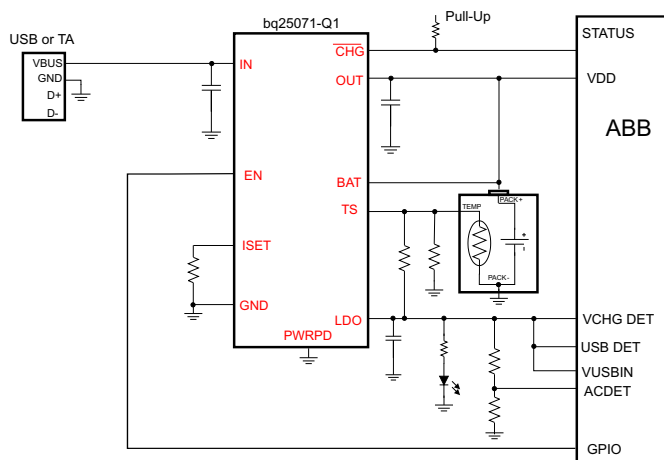 bq25071-Q1
Pull-Up
USB or TA
VBUS
GND
D+
D-
IN
EN
ISET
GND
PWRPD
CHG
OUT
BAT
TS
LDO
TEMP
PACK+
+
-
PACK-
STATUS
VDD
ABB
VCHG DET
USB DET
VUSBIN
ACDET
GPIO